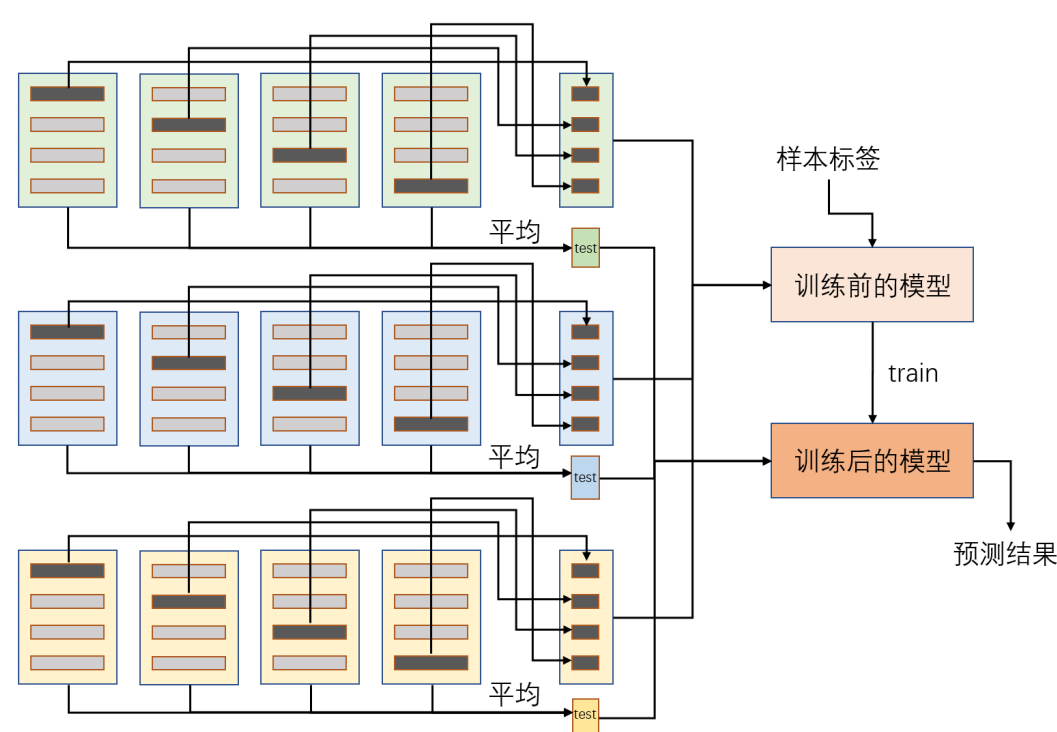 样本标签
平均
test
训练前的模型
train
平均
test
训练后的模型
预测结果
平均
test